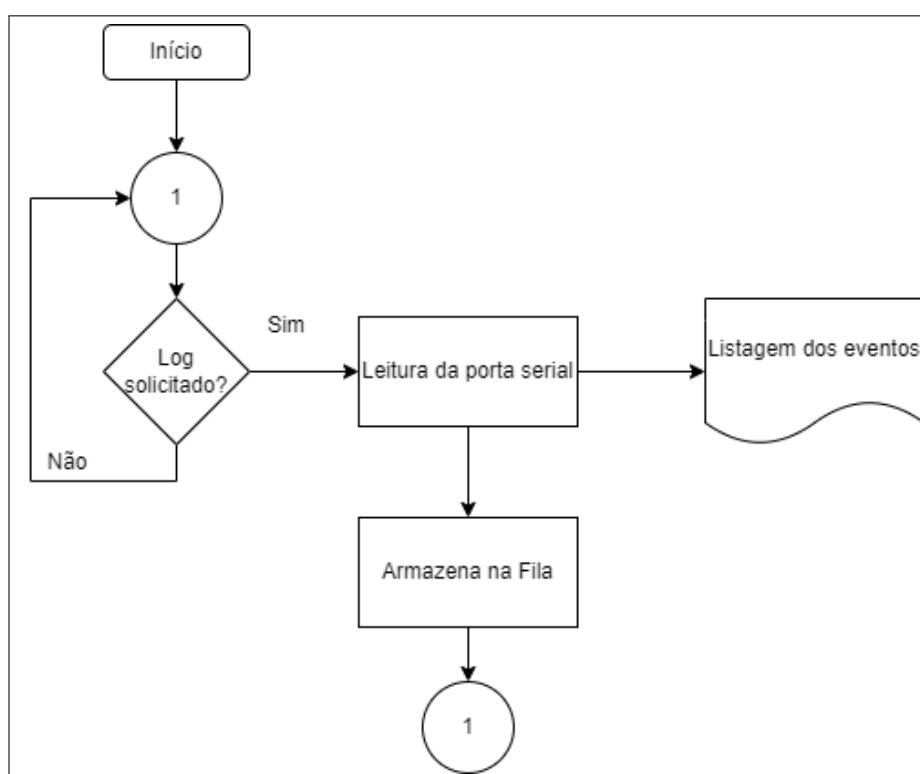 Início
1
Sim
Log
solicitado?
Leitura da porta serial
Listagem dos eventos
Não
Armazena na Fila
1